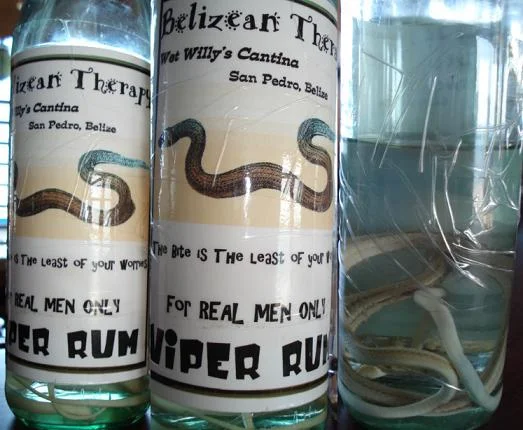 izean Therapy
lly's Cantina
San Pedro, Belize
is The Least of your Worries
REAL MEN ONLY
PER RUM
Belizean Thera
Wet Willy's Cantina
San Pedro, Belize
The Bite is The Least of your W
For REAL MEN ONLY
ViPER RU